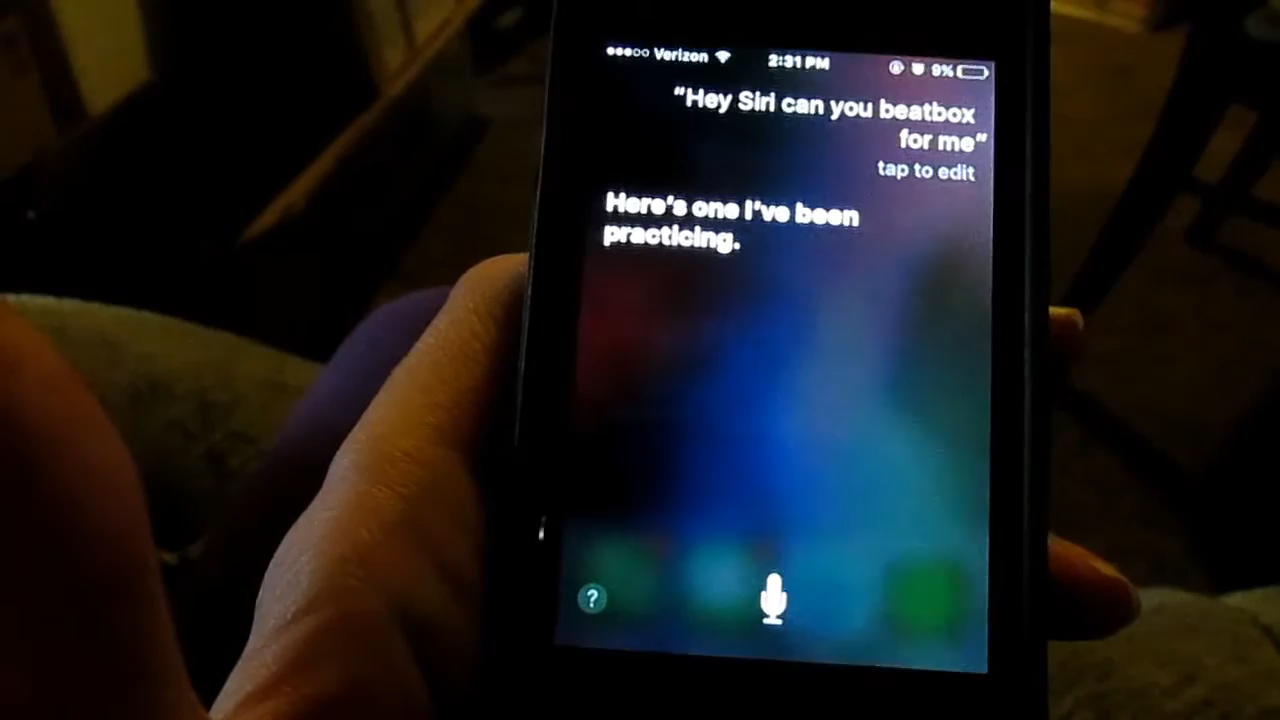 ●●●○○ Verizon 2:31 PM 9%
“Hey Siri can you beatbox
for me”
tap to edit
Here's one I've been
practicing.
?